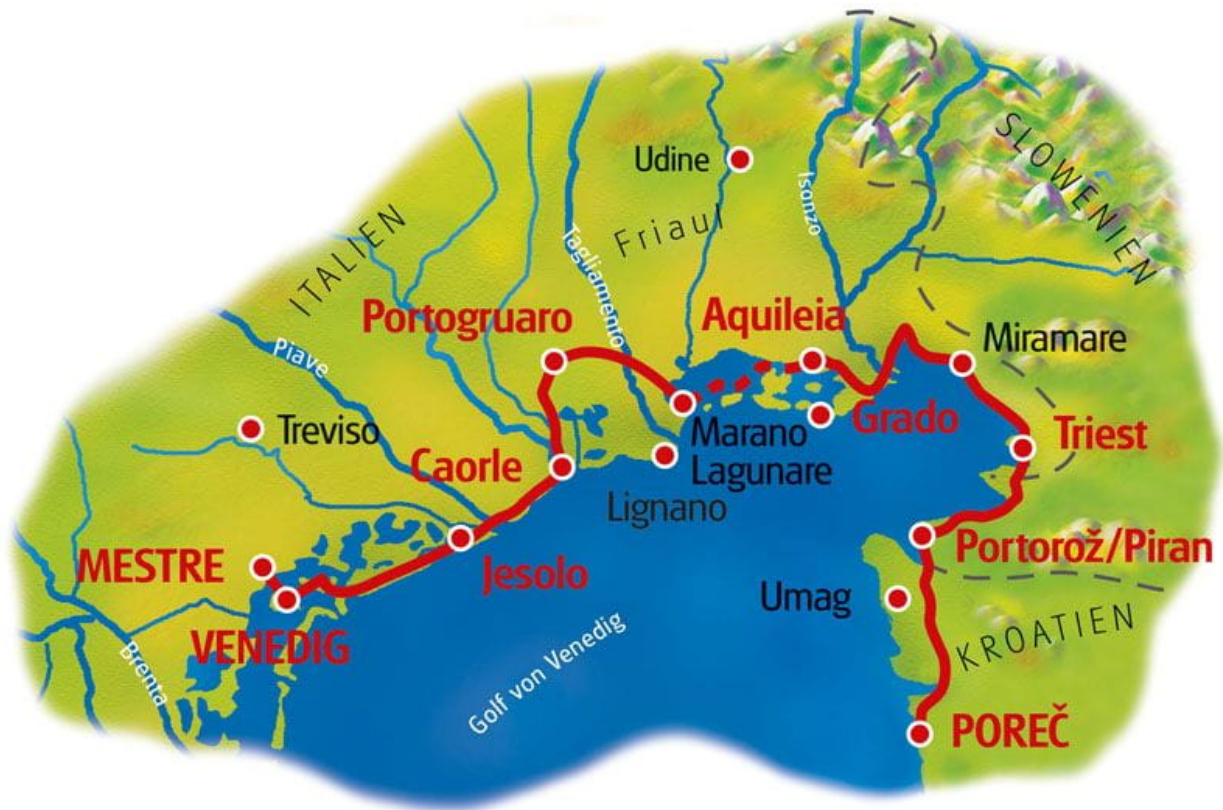 SLOWENIEN
Udine
Isonzo
ITALIEN
Friaul
Tagliamento
Portogruaro
Aquileia
Miramare
Piave
Treviso
Caorle
Marano
Lagunare
Grado
Triest
Lignano
MESTRE
Jesolo
Portorož/Piran
Umag
VENEDIG
Brenta
Golf von Venedig
KROATIEN
POREČ